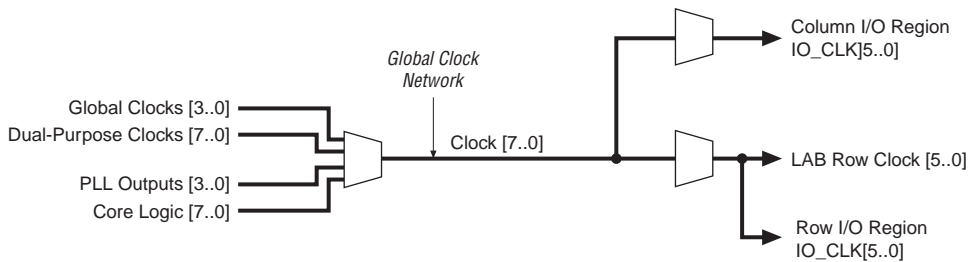 Column I/O Region
IO_CLK]5..0]
Global Clock
Network
Global Clocks [3..0]
Dual-Purpose Clocks [7..0]
Clock [7..0]
LAB Row Clock [5..0]
PLL Outputs [3..0]
Core Logic [7..0]
Row I/O Region
IO_CLK[5..0]